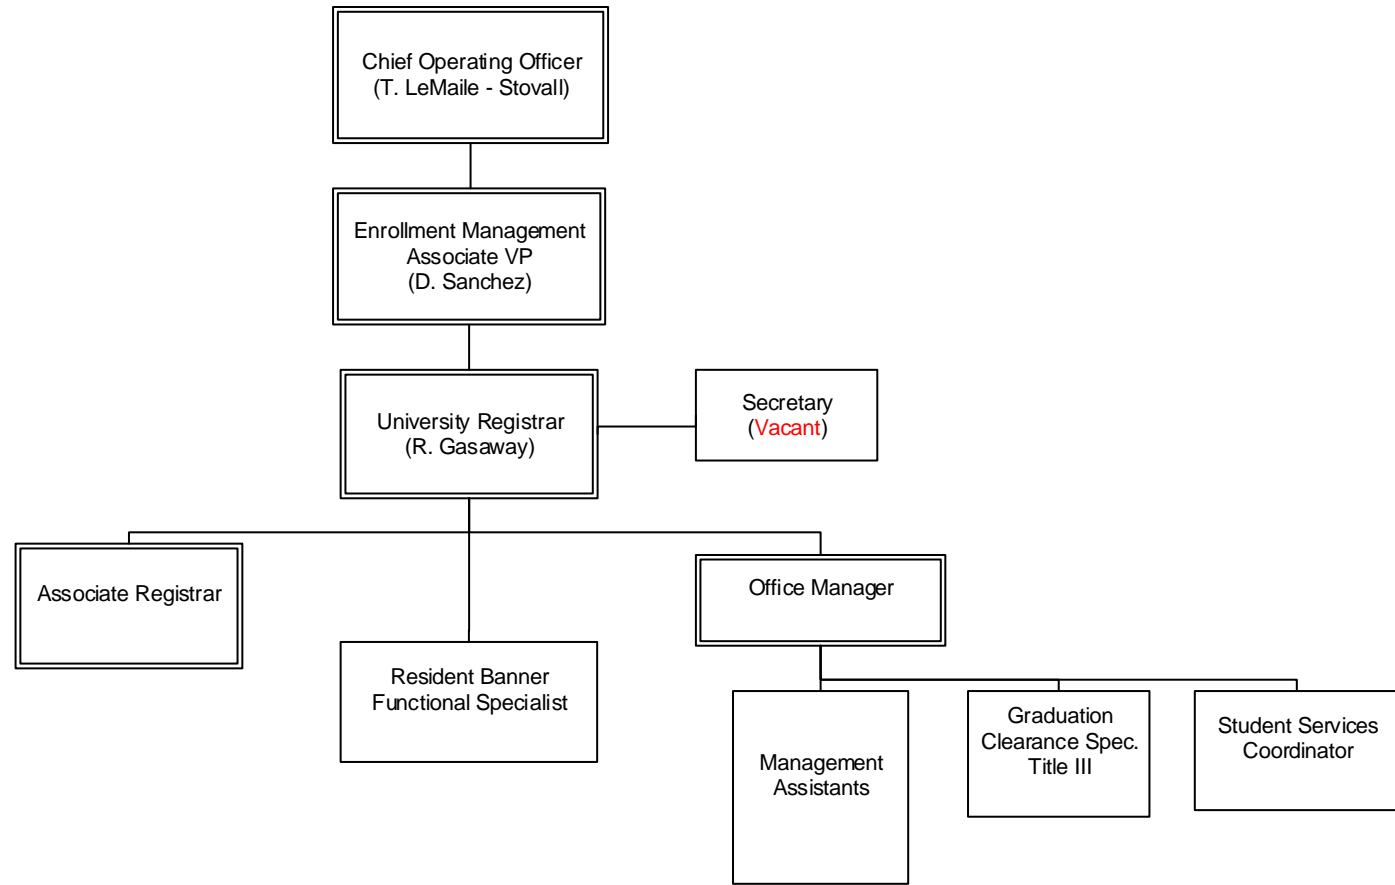 Chief Operating Officer
(T. LeMaile - Stovall)
Enrollment Management
Associate VP
(D. Sanchez)
University Registrar
(R. Gasaway)
Secretary
(Vacant)
Associate Registrar
Office Manager
Resident Banner
Functional Specialist
Management
Assistants
Graduation
Clearance Spec.
Title III
Student Services
Coordinator